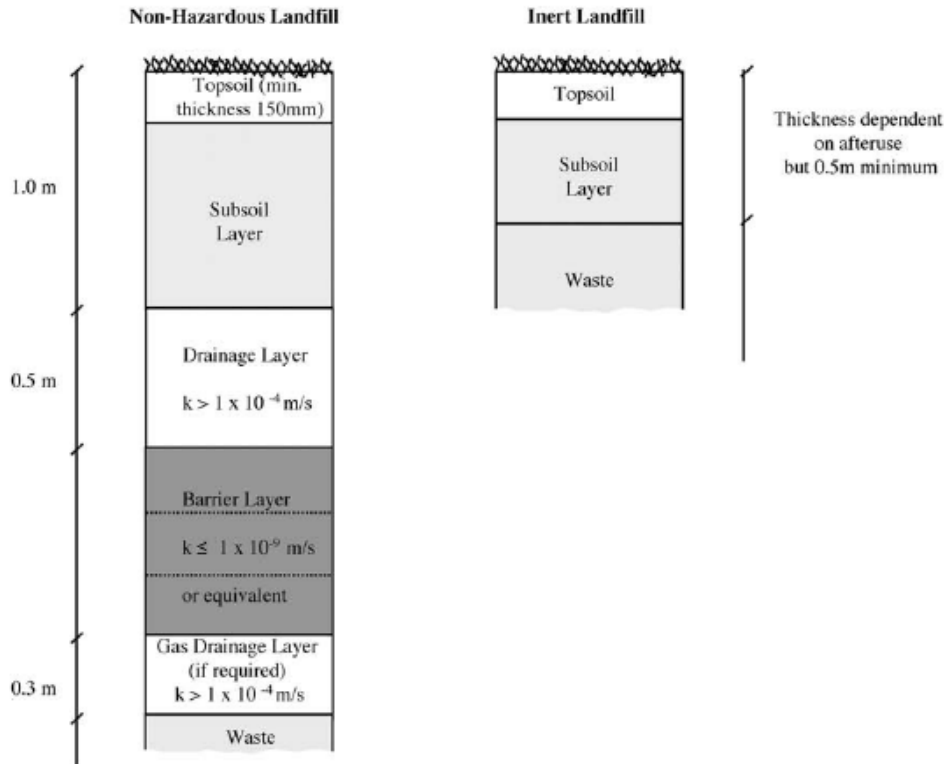 Non-Hazardous Landfill
Topsoil (min.
thickness 150mm)
1.0 m
Subsoil
Layer
Drainage Layer
0.5 m
k > 1 x 10⁻⁴ m/s
Barrier Layer
k ≤ 1 x 10⁻⁹ m/s
or equivalent
Gas Drainage Layer
(if required)
0.3 m
k > 1 x 10⁻⁴ m/s
Waste
Inert Landfill
Topsoil
Subsoil
Layer
Waste
Thickness dependent
on afteruse
but 0.5m minimum